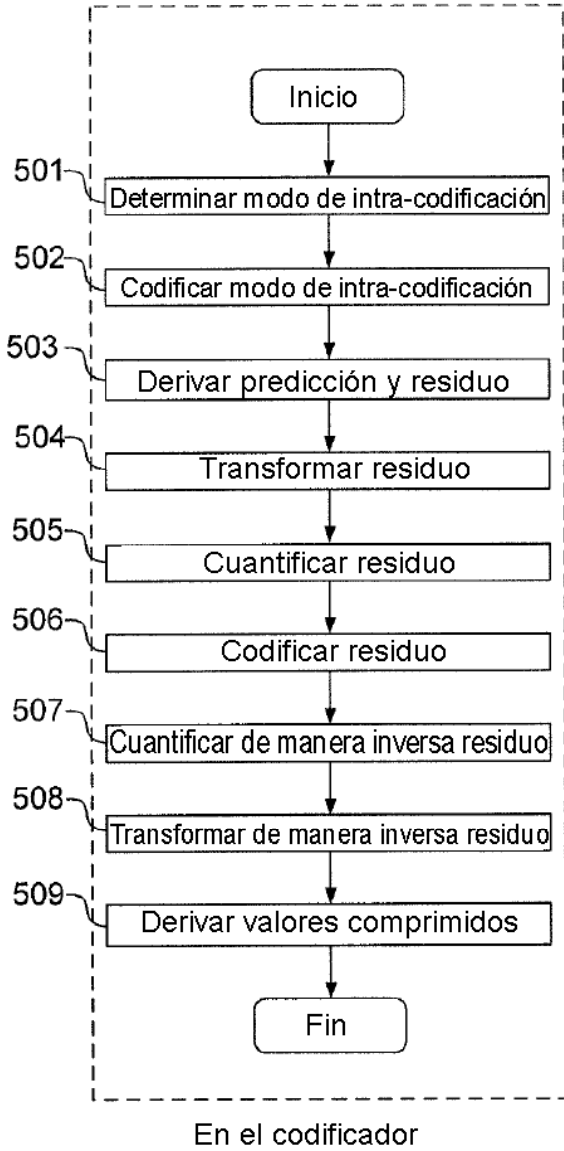 Inicio
501
Determinar modo de intra-codificación
502
Codificar modo de intra-codificación
503
Derivar predicción y residuo
504
Transformar residuo
505
Cuantificar residuo
506
Codificar residuo
507
Cuantificar de manera inversa residuo
508
Transformar de manera inversa residuo
509
Derivar valores comprimidos
Fin
En el codificador